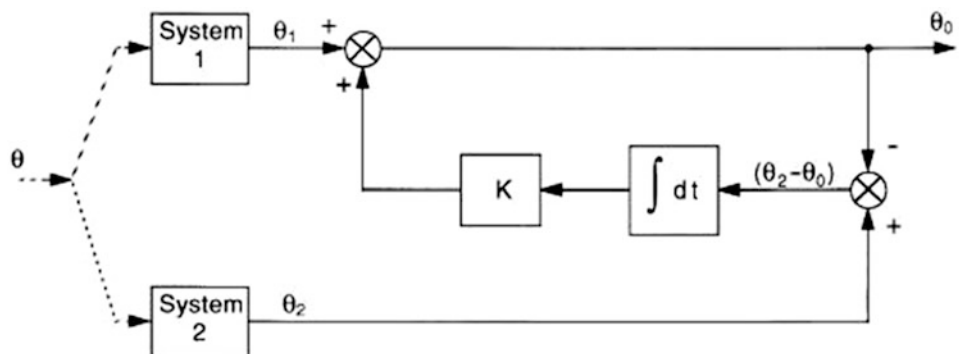 System
1
θ₁
+
+
θ₀
θ
K
∫ dt
(θ₂–θ₀)
-
+
System
2
θ₂